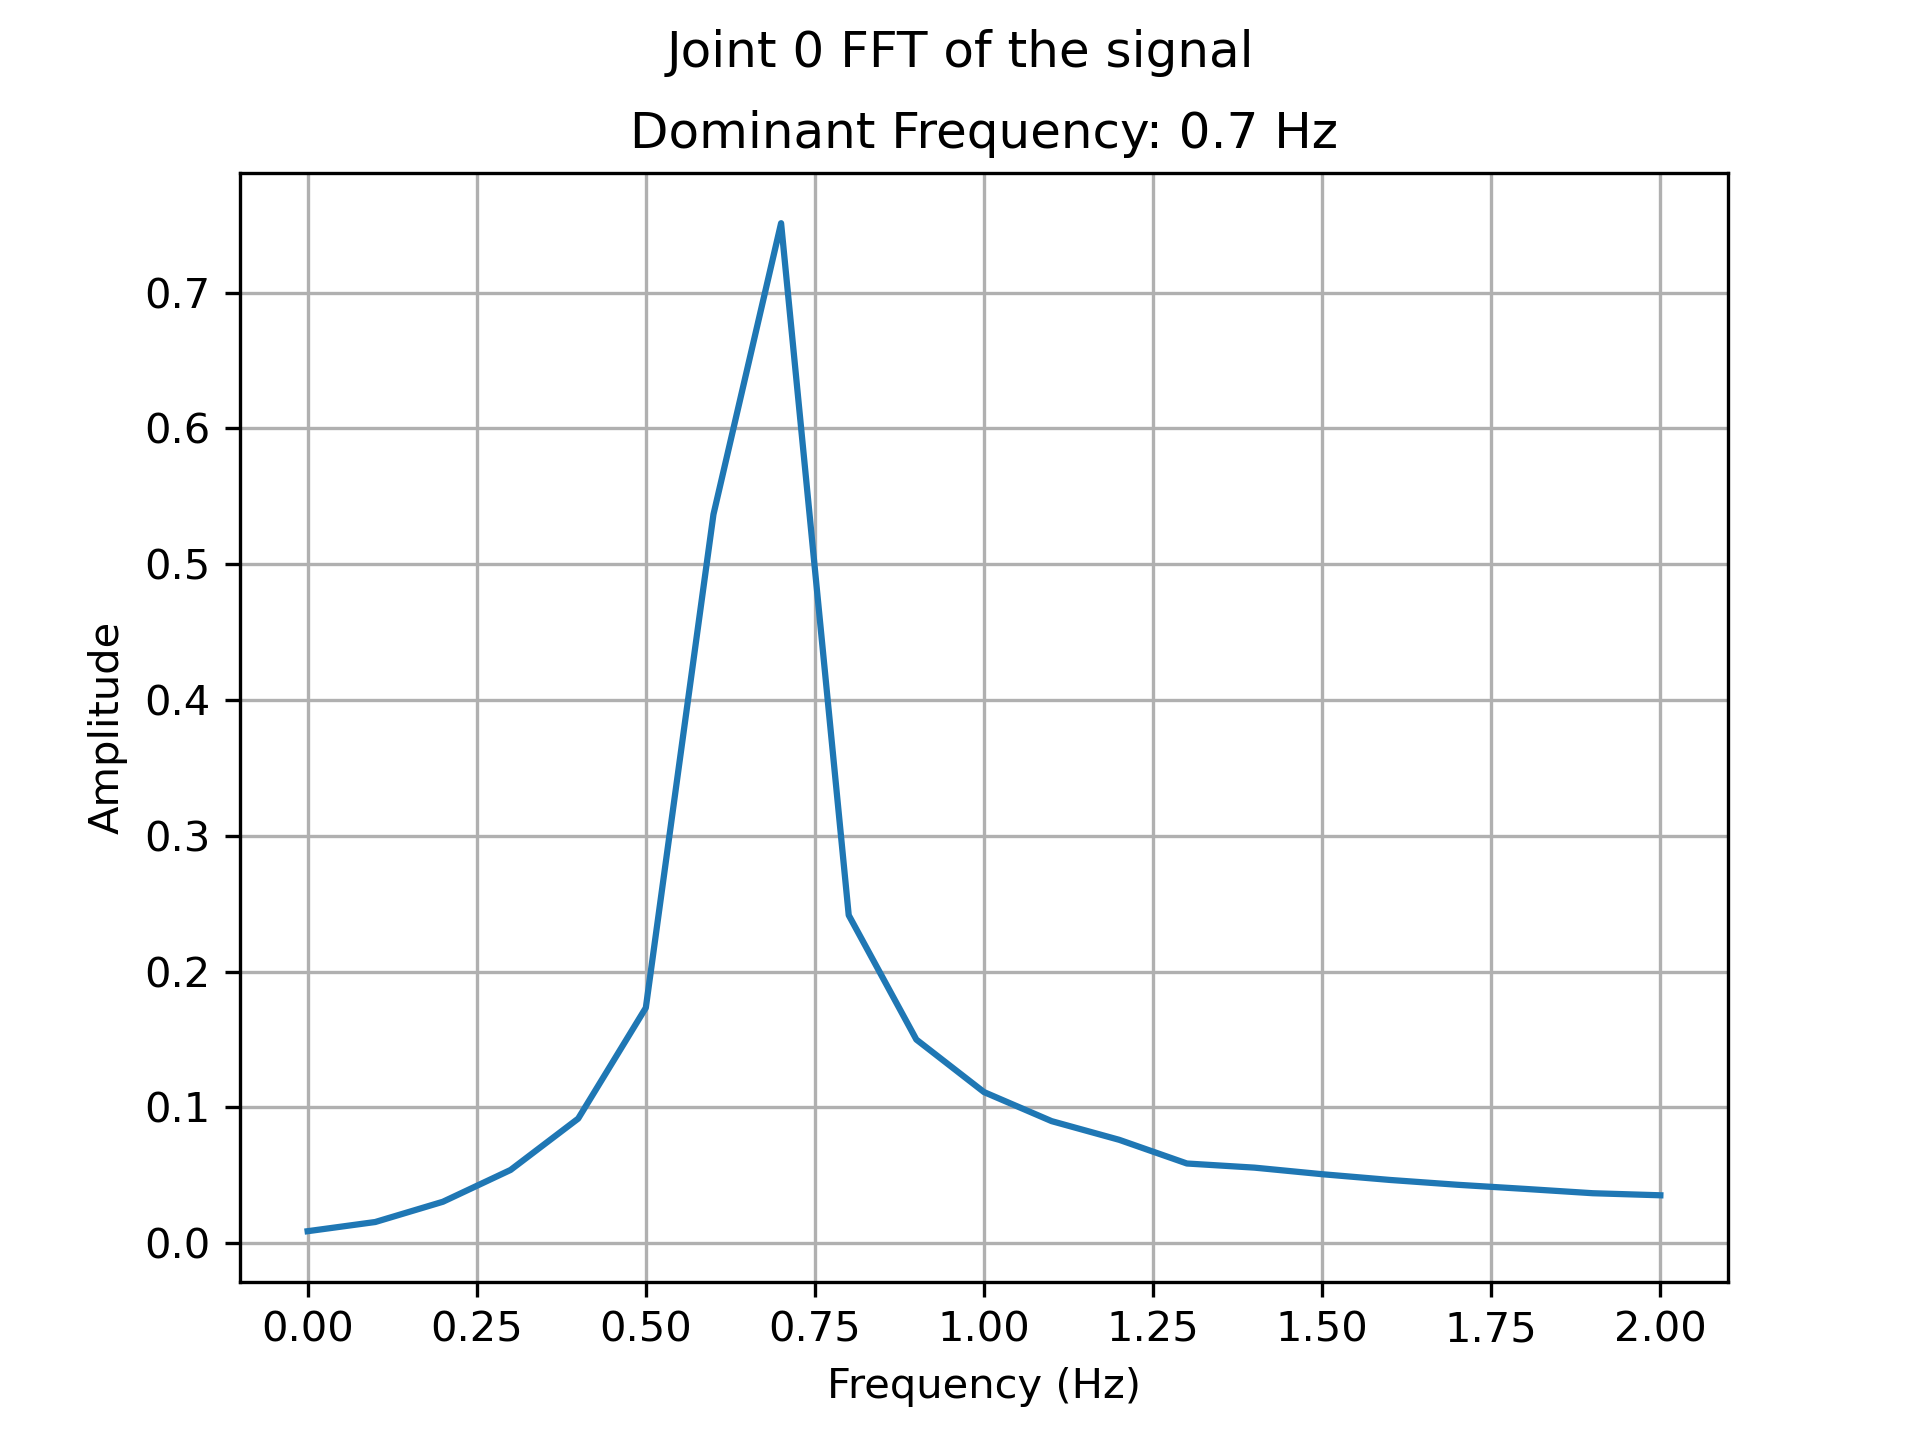 Joint 0 FFT of the signal
Dominant Frequency: 0.7 Hz
0.7
0.6
0.5
0.4
0.3
0.2
0.1
0.0
Amplitude
0.00 0.25 0.50 0.75 1.00 1.25 1.50 1.75 2.00
Frequency (Hz)